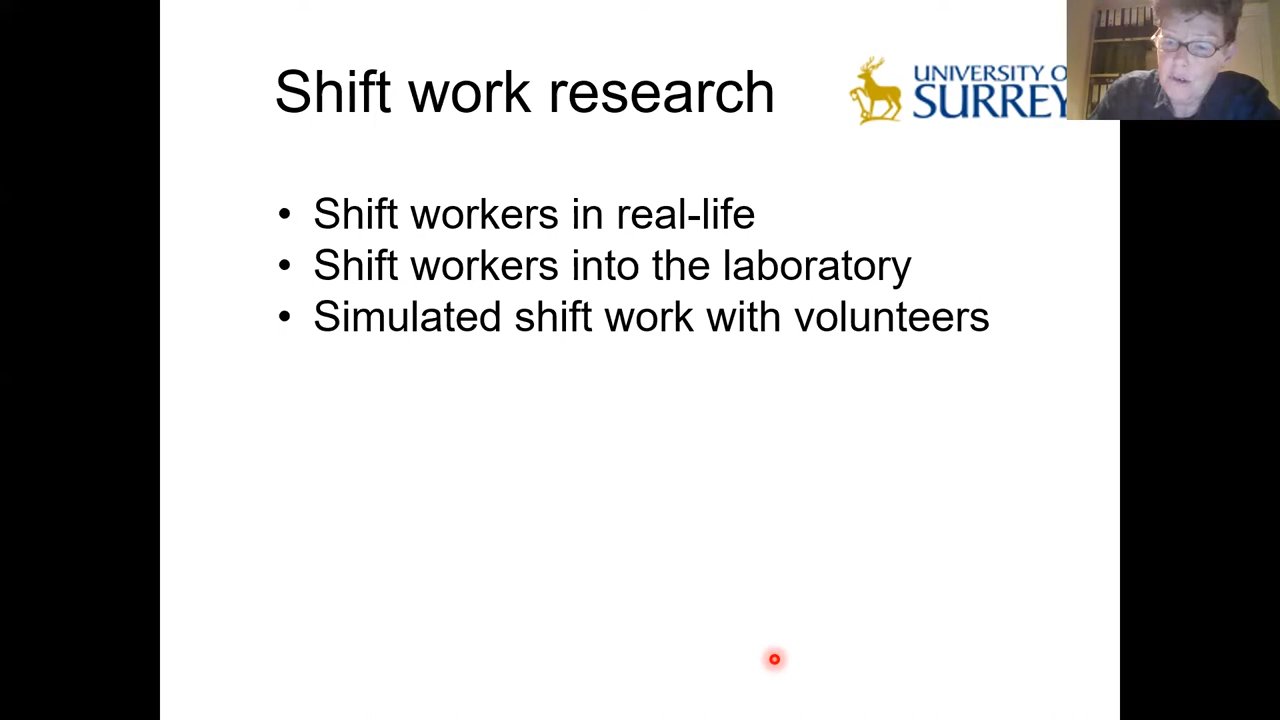 Shift work research
UNIVERSITY O
SURREY
• Shift workers in real-life
• Shift workers into the laboratory
• Simulated shift work with volunteers